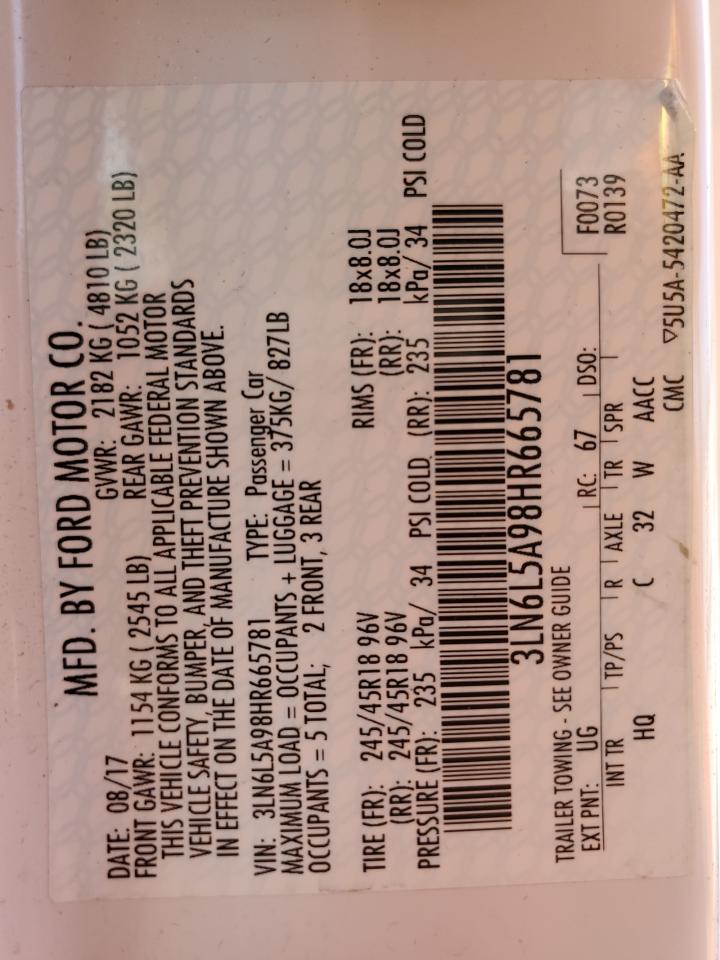 MFD. BY FORD MOTOR CO.
DATE: 08/17 GVWR: 2182 KG ( 4810 LB)
FRONT GAWR: 1154 KG ( 2545 LB) REAR GAWR: 1052 KG ( 2320 LB)
THIS VEHICLE CONFORMS TO ALL APPLICABLE FEDERAL MOTOR
VEHICLE SAFETY, BUMPER, AND THEFT PREVENTION STANDARDS
IN EFFECT ON THE DATE OF MANUFACTURE SHOWN ABOVE.
VIN: 3LN6L5A98HR665781 TYPE: Passenger Car
MAXIMUM LOAD = OCCUPANTS + LUGGAGE = 375KG/ 827LB
OCCUPANTS = 5 TOTAL; 2 FRONT, 3 REAR
TIRE (FR): 245/45R18 96V RIMS (FR): 18x8.0J
(RR): 245/45R18 96V (RR): 18x8.0J
PRESSURE (FR): 235 kPa/ 34 PSI COLD (RR): 235 kPa/ 34 PSI COLD
3LN6L5A98HR665781
TRAILER TOWING - SEE OWNER GUIDE
EXT PNT: UG RC: 67 DSO: F0073
R0139
INT TR TP/PS R AXLE TR SPR
HQ C 32 W AACC
CMC ▽5U5A-5420472-AA